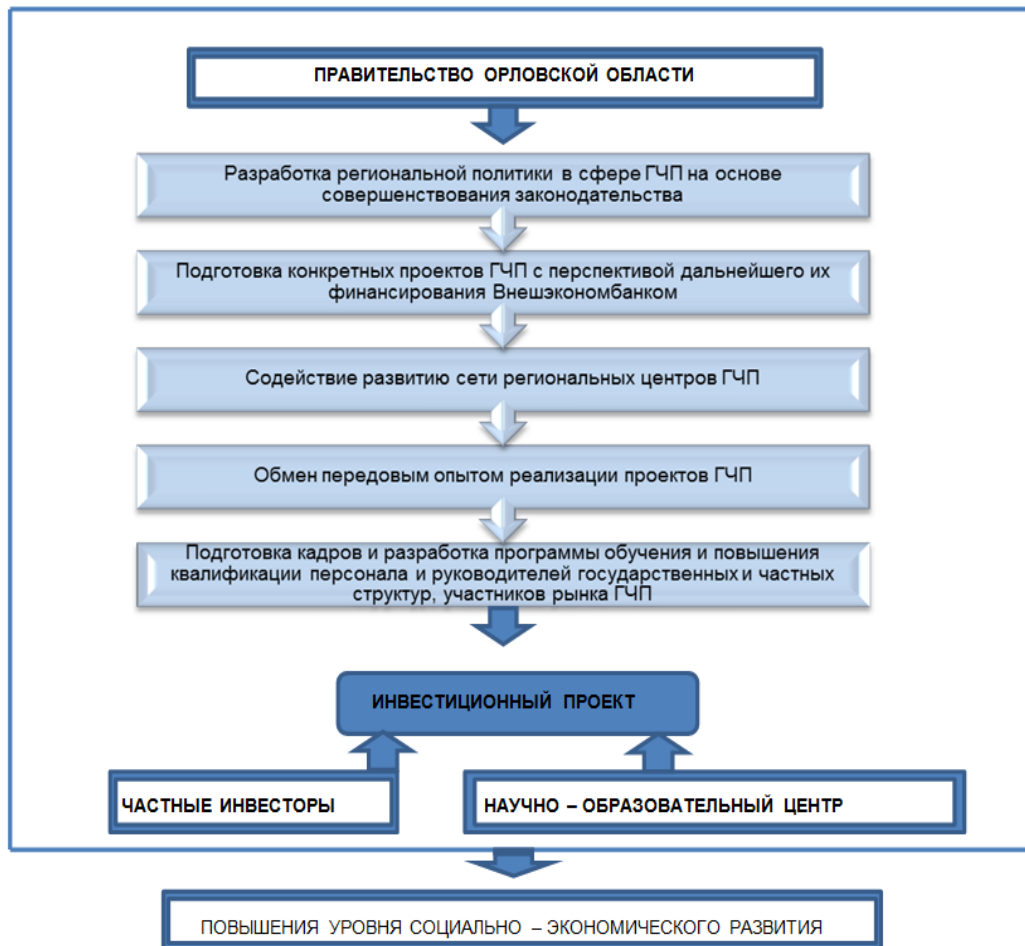 ПРАВИТЕЛЬСТВО ОРЛОВСКОЙ ОБЛАСТИ
Разработка региональной политики в сфере ГЧП на основе
совершенствования законодательства
Подготовка конкретных проектов ГЧП с перспективой дальнейшего их
финансирования Внешэкономбанком
Содействие развитию сети региональных центров ГЧП
Обмен передовым опытом реализации проектов ГЧП
Подготовка кадров и разработка программы обучения и повышения
квалификации персонала и руководителей государственных и частных
структур, участников рынка ГЧП
ИНВЕСТИЦИОННЫЙ ПРОЕКТ
ЧАСТНЫЕ ИНВЕСТОРЫ
НАУЧНО – ОБРАЗОВАТЕЛЬНЫЙ ЦЕНТР
ПОВЫШЕНИЯ УРОВНЯ СОЦИАЛЬНО – ЭКОНОМИЧЕСКОГО РАЗВИТИЯ